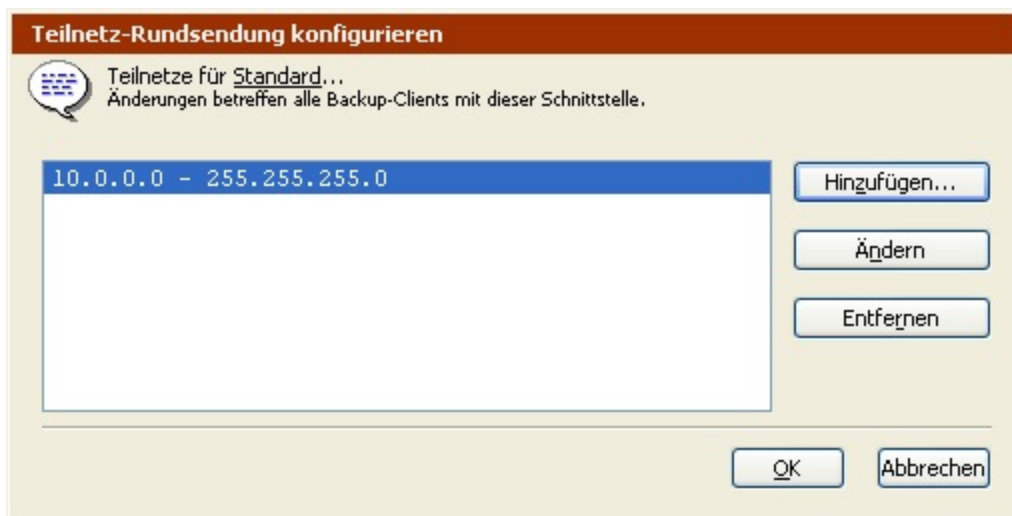 Teilnetz-Rundsendung konfigurieren
Teilnetze für Standard...
Änderungen betreffen alle Backup-Clients mit dieser Schnittstelle.
10.0.0.0 - 255.255.255.0
Hinzufügen...
Ändern
Entfernen
OK
Abbrechen